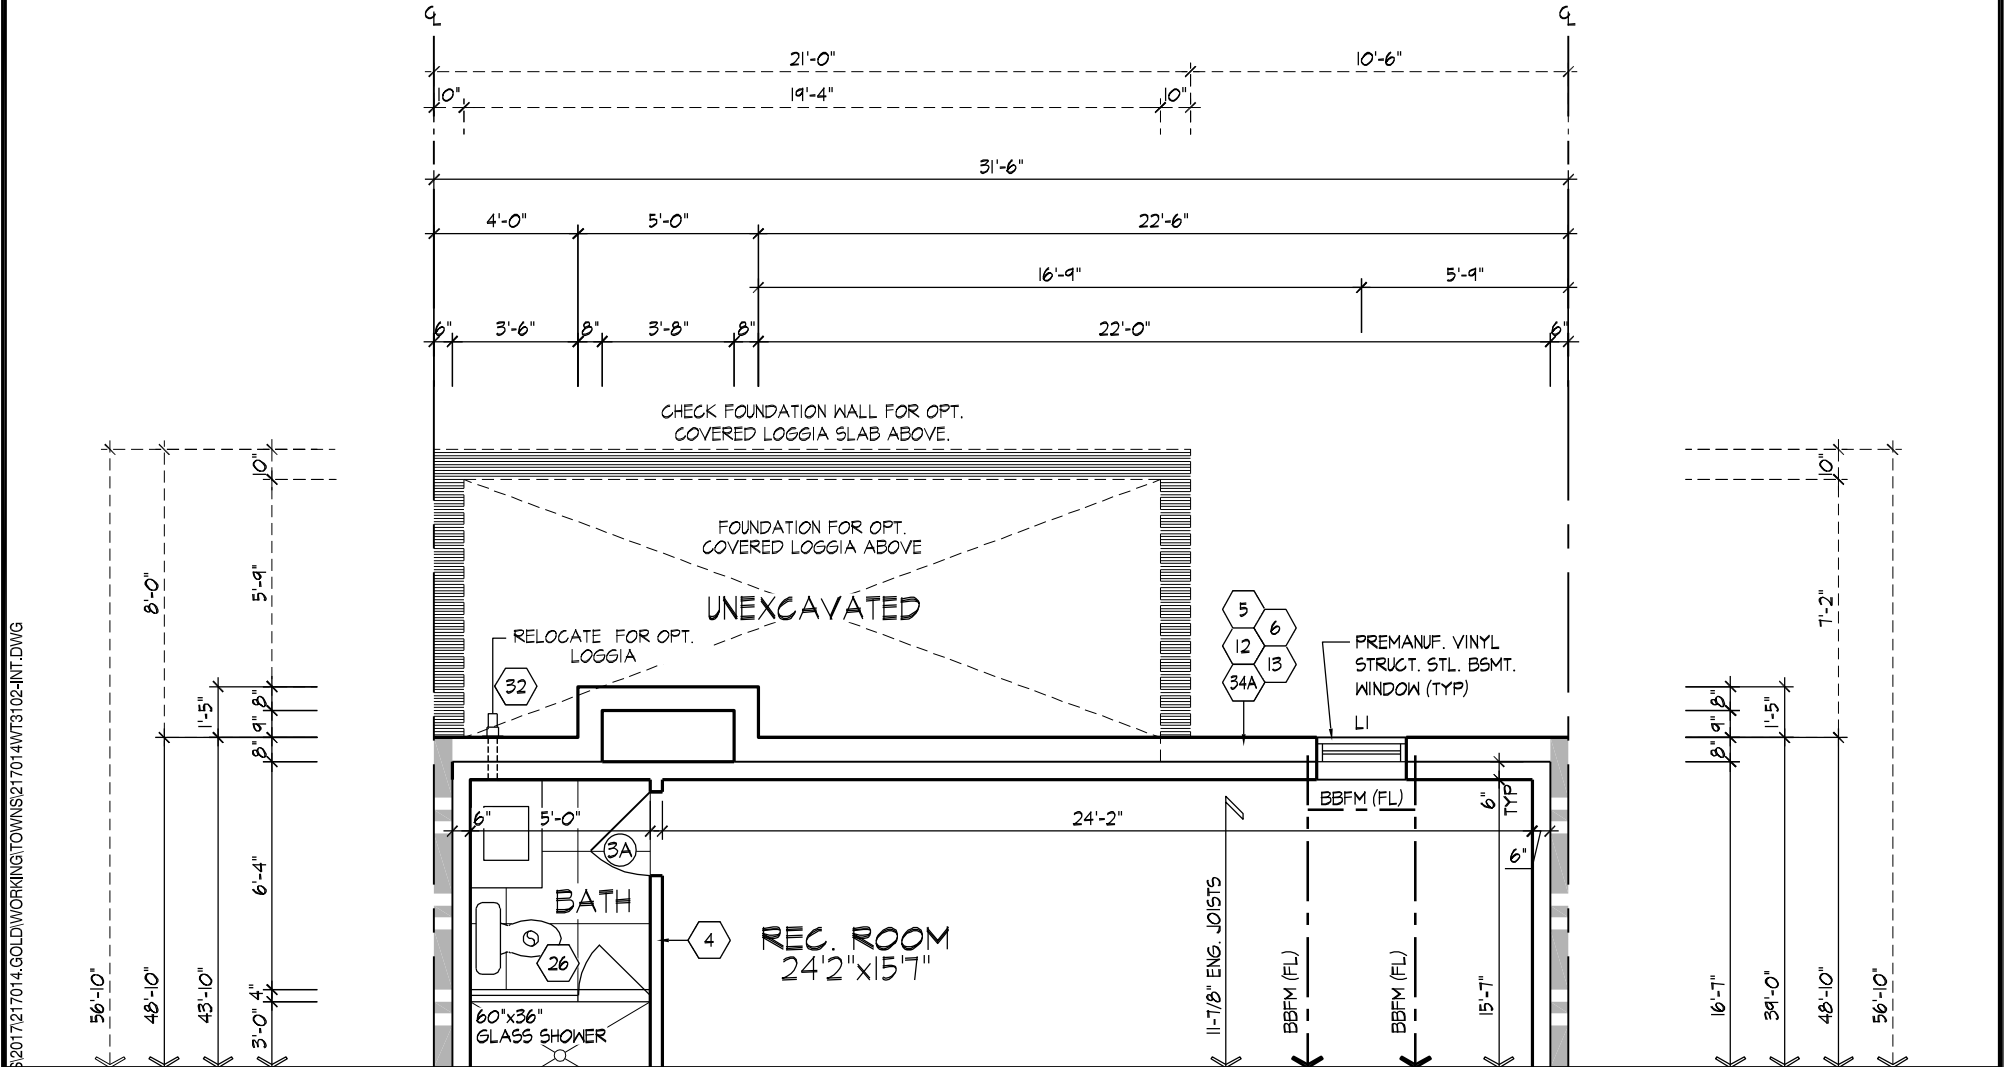 ℄ ℄
21'-0" 10'-6"
10" 19'-4" 10"
31'-6"
4'-0" 5'-0" 22'-6"
16'-9" 5'-9"
6" 3'-6" 8" 3'-8" 8" 22'-0" 6"
CHECK FOUNDATION WALL FOR OPT.
COVERED LOGGIA SLAB ABOVE.
FOUNDATION FOR OPT.
COVERED LOGGIA ABOVE
UNEXCAVATED
RELOCATE FOR OPT.
LOGGIA
32
5
6
12
13
34A
PREMANUF. VINYL
STRUCT. STL. BSMT.
WINDOW (TYP)
L1
10"
5'-9"
8'-0"
8"
9"
8"
1'-5"
6'-4"
4"
3'-0"
56'-10"
48'-10"
43'-10"
10"
7'-2"
8"
9"
8"
1'-5"
16'-7"
39'-0"
48'-10"
56'-10"
BBFM (FL)
6"
TYP
6" 5'-0" 24'-2"
6"
3A
BATH
4
26
REC. ROOM
24'2"x15'7"
60"x36"
GLASS SHOWER
11-7/8" ENG. JOISTS
BBFM (FL)
BBFM (FL)
15'-7"
S\2017\217014.GOLD\WORKING\TOWNS\217014WT3102-INT.DWG